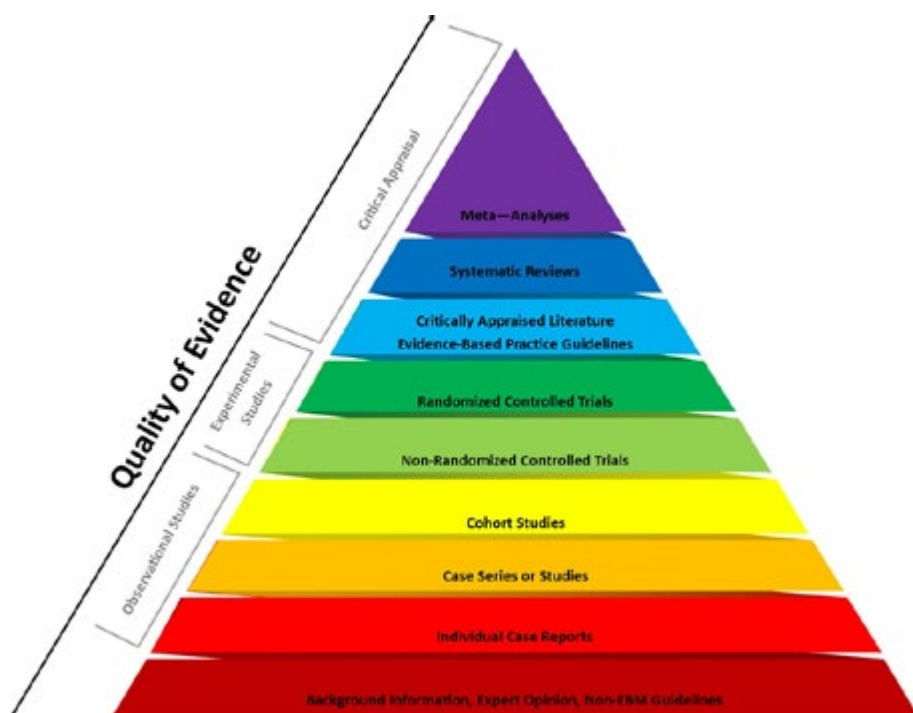 Quality of Evidence
Critical Appraisal
Experimental
Studies
Observational Studies
Meta—Analyses
Systematic Reviews
Critically Appraised Literature
Evidence-Based Practice Guidelines
Randomized Controlled Trials
Non-Randomized Controlled Trials
Cohort Studies
Case Series or Studies
Individual Case Reports
Background Information, Expert Opinion, Non-EBM Guidelines